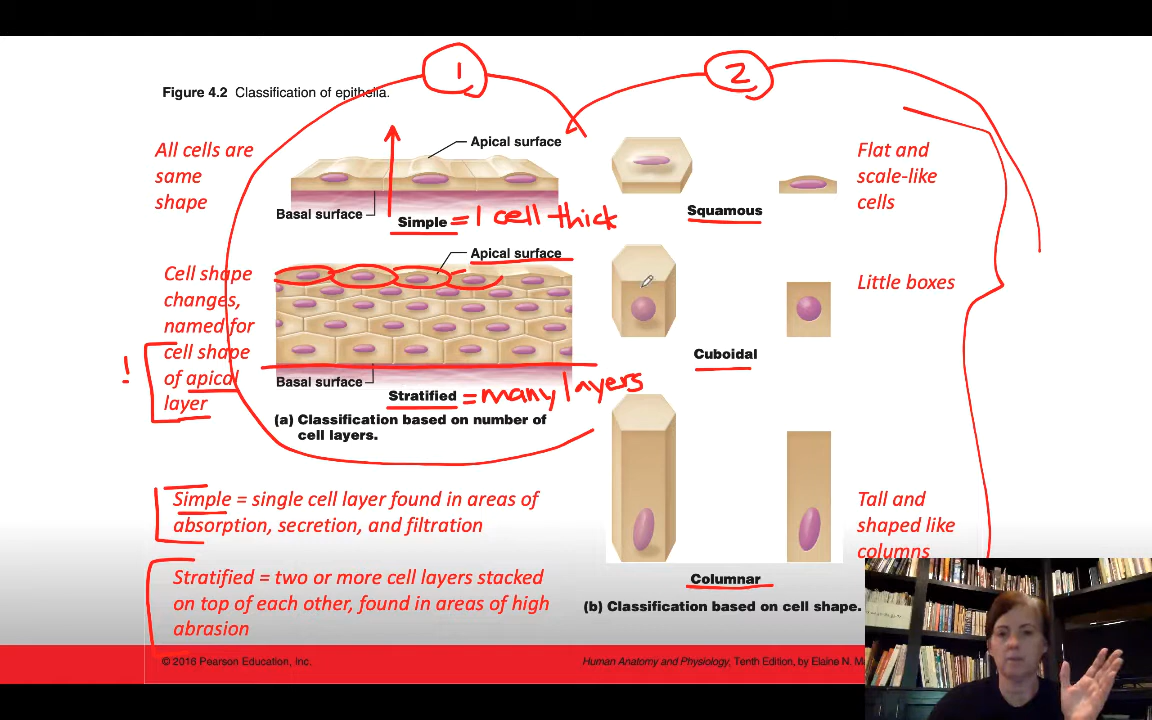 1
2
Figure 4.2 Classification of epithelia.
All cells are
same
shape
Apical surface
Basal surface
Simple = 1 cell thick
Squamous
Flat and
scale-like
cells
Cell shape
changes,
named for
cell shape
of apical
layer
!
Apical surface
Basal surface
Stratified = many layers
(a) Classification based on number of
cell layers.
Cuboidal
Little boxes
Simple = single cell layer found in areas of
absorption, secretion, and filtration
Stratified = two or more cell layers stacked
on top of each other, found in areas of high
abrasion
Columnar
Tall and
shaped like
columns
(b) Classification based on cell shape.
© 2016 Pearson Education, Inc.
Human Anatomy and Physiology, Tenth Edition, by Elaine N.